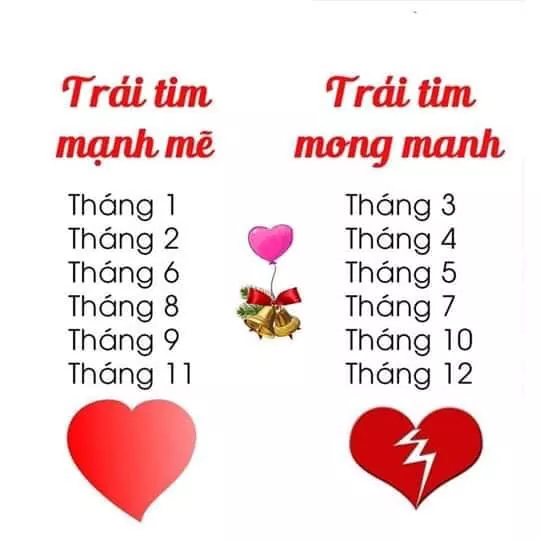 Trái tim
mạnh mẽ
Tháng 1
Tháng 2
Tháng 6
Tháng 8
Tháng 9
Tháng 11
Trái tim
mong manh
Tháng 3
Tháng 4
Tháng 5
Tháng 7
Tháng 10
Tháng 12